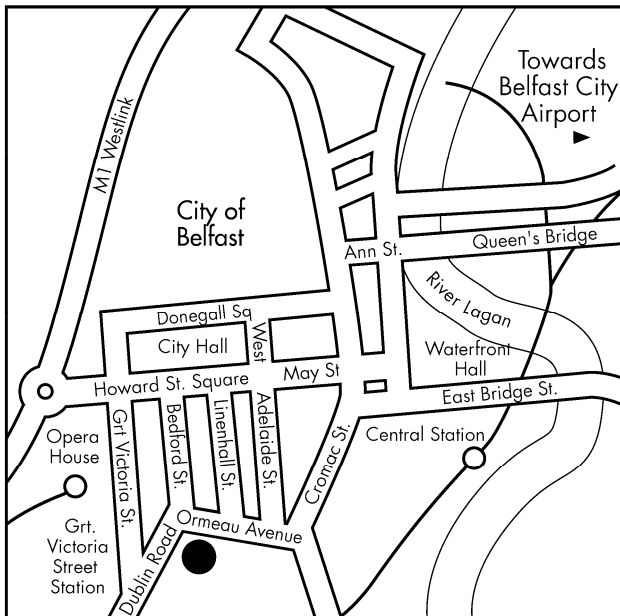 Towards
Belfast City
Airport
M1 Westlink
City of
Belfast
Ann St.
Queen's Bridge
River Lagan
Donegall Sq
West
City Hall
Waterfront
Hall
Howard St. Square
May St
East Bridge St.
Opera
House
Grt Victoria St.
Bedford St.
Linenhall St.
Adelaide St.
Cromac St.
Central Station
Ormeau Avenue
Grt.
Victoria
Street
Station
Dublin Road